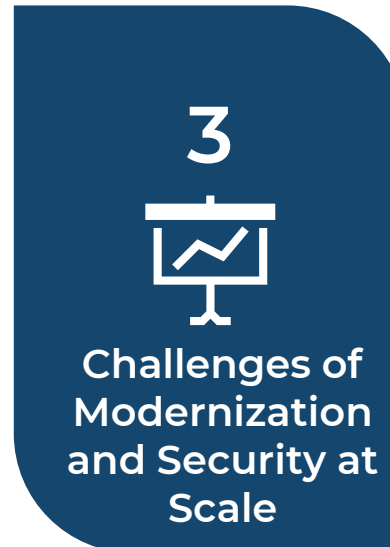 3
Challenges of
Modernization
and Security at
Scale